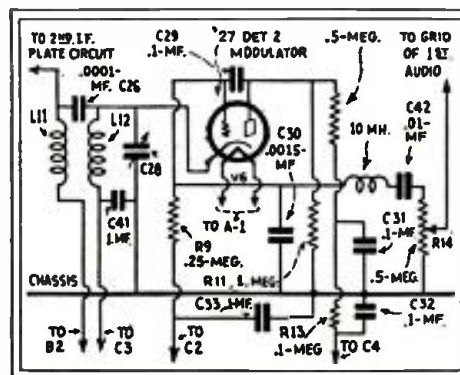 TO 2ND. I.F.
PLATE CIRCUIT
.0001-
MF. C26
L11
L12
C28
C41
.1MF.
C29
.1-MF.
'27 DET 2
MODULATOR
V6
TO A-1
R9
.25-MEG.
C30
.0015-
MF
R11 .1 MEG.
C33 .1MF.
.5-MEG.
10 MH.
TO GRID
OF 1ST.
AUDIO
C42
.01-
MF
C31
.1-MF
R14
.5-MEG.
C32
.1-MF.
R13
.1-MEG
CHASSIS
TO
B2
TO
C3
TO
C2
TO
C4